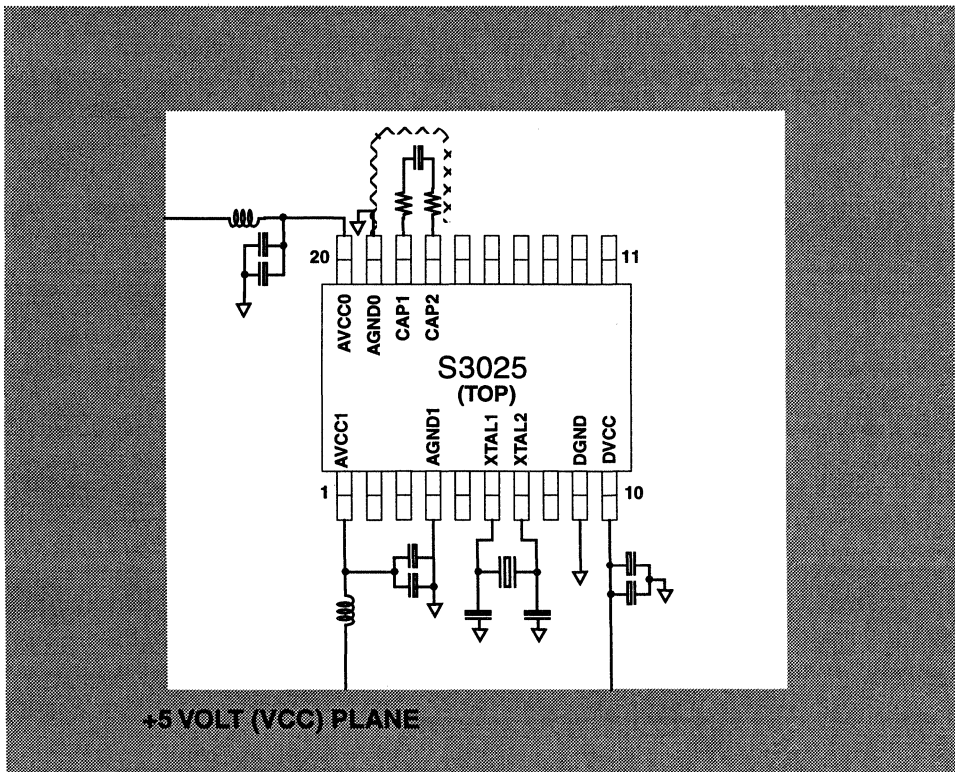 20
11
AVCC0
AGND0
CAP1
CAP2
S3025
(TOP)
AVCC1
AGND1
XTAL1
XTAL2
DGND
DVCC
1
10
+5 VOLT (VCC) PLANE